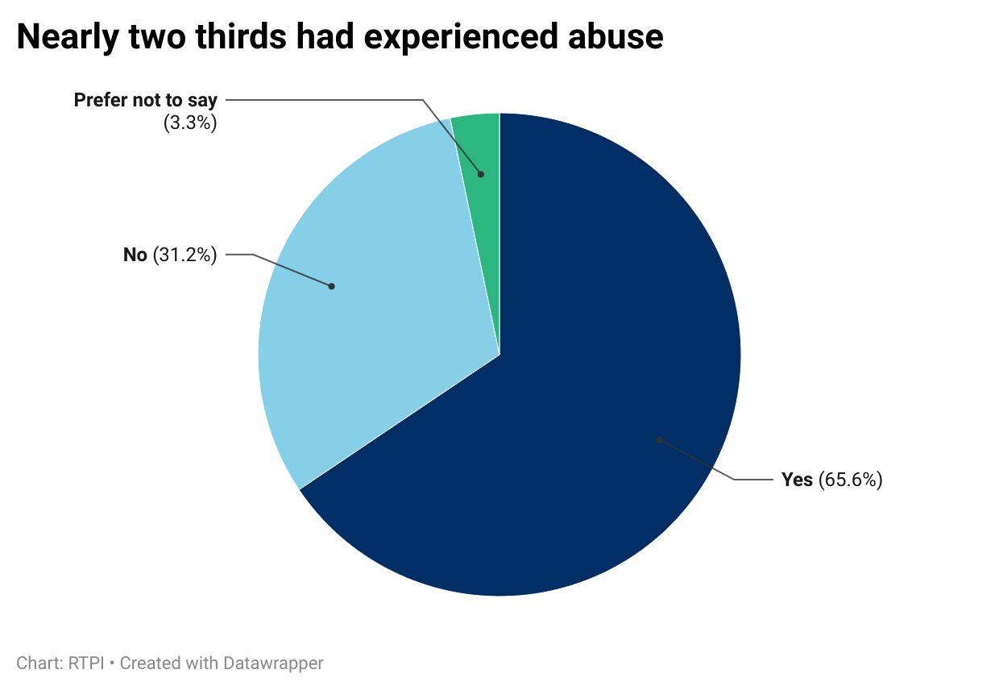 Nearly two thirds had experienced abuse
Prefer not to say
(3.3%)
No (31.2%)
Yes (65.6%)
Chart: RTPI • Created with Datawrapper